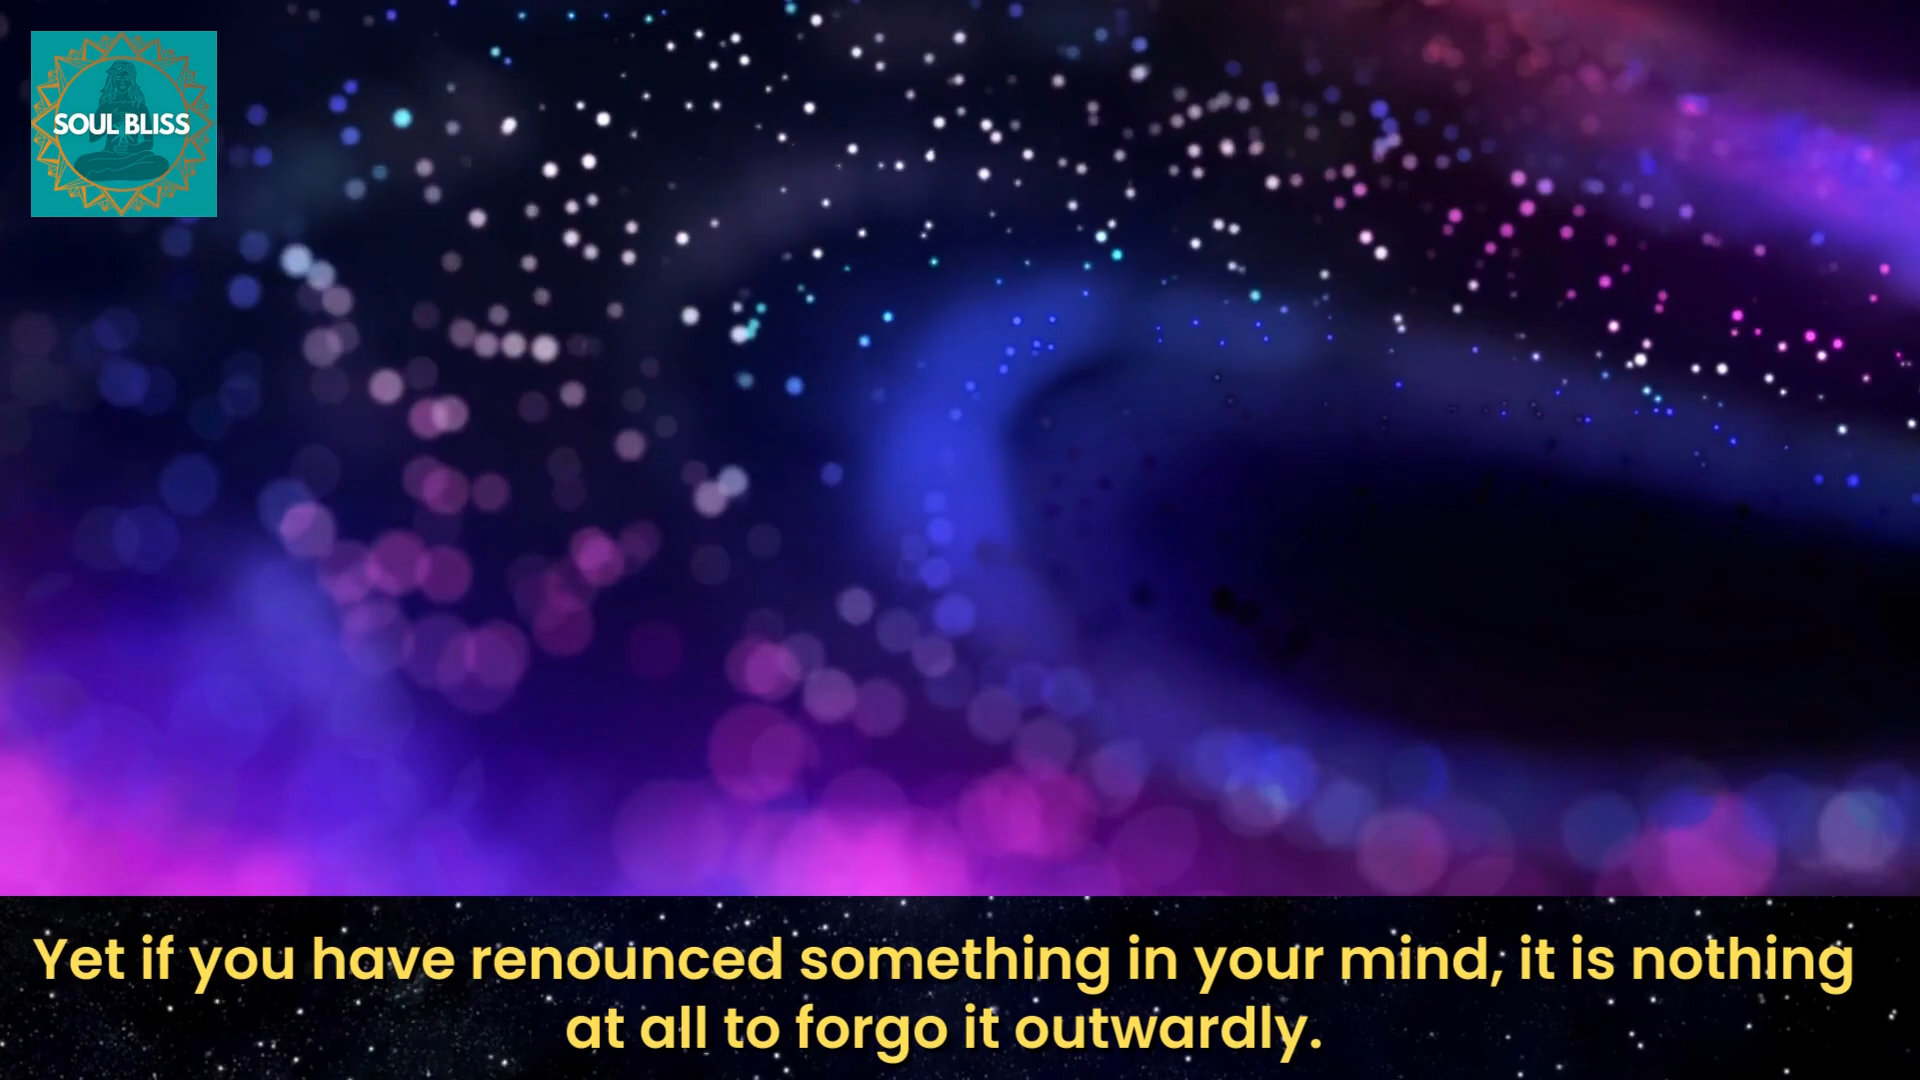 SOUL BLISS
Yet if you have renounced something in your mind, it is nothing
at all to forgo it outwardly.